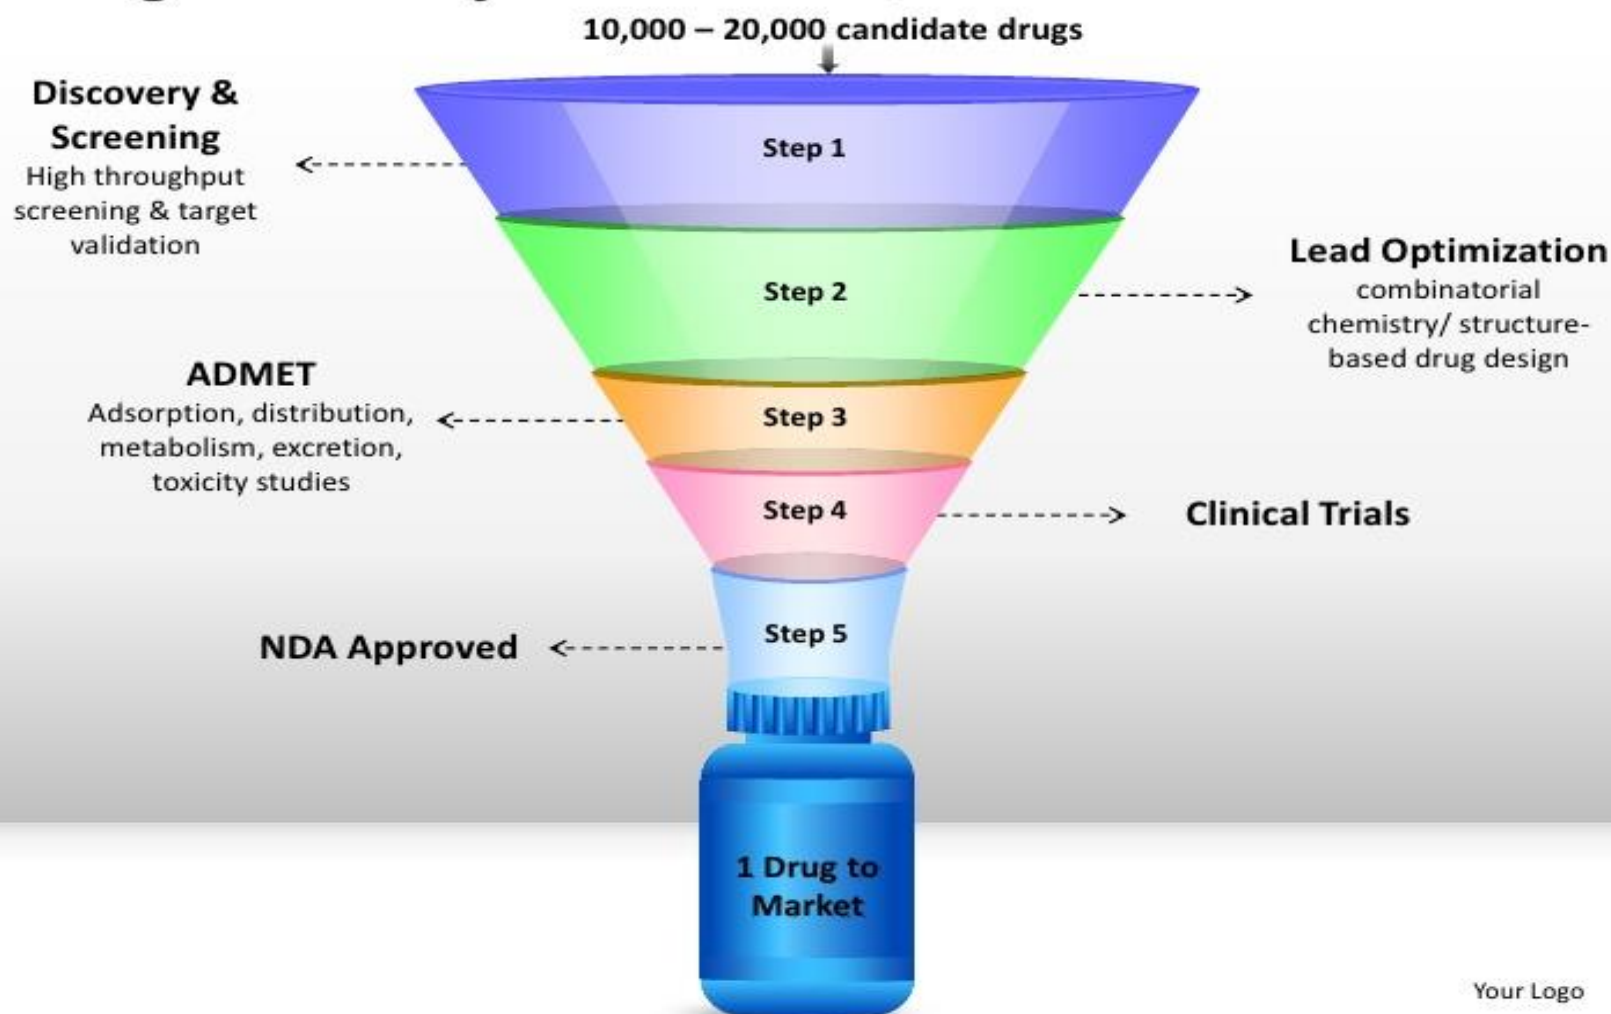 10,000 – 20,000 candidate drugs
Discovery &
Screening
High throughput
screening & target
validation
Step 1
Step 2
Lead Optimization
combinatorial
chemistry/ structure-
based drug design
ADMET
Adsorption, distribution,
metabolism, excretion,
toxicity studies
Step 3
Step 4
Clinical Trials
NDA Approved
Step 5
1 Drug to
Market
Your Logo